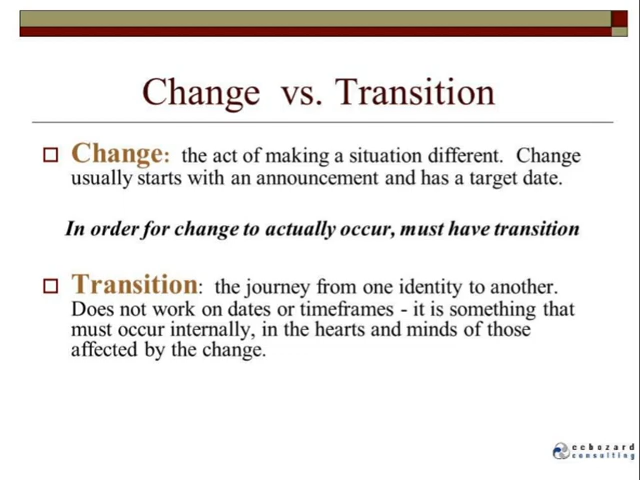 Change vs. Transition
Change: the act of making a situation different. Change
usually starts with an announcement and has a target date.
In order for change to actually occur, must have transition
Transition: the journey from one identity to another.
Does not work on dates or timeframes - it is something that
must occur internally, in the hearts and minds of those
affected by the change.
ccbozard
consulting